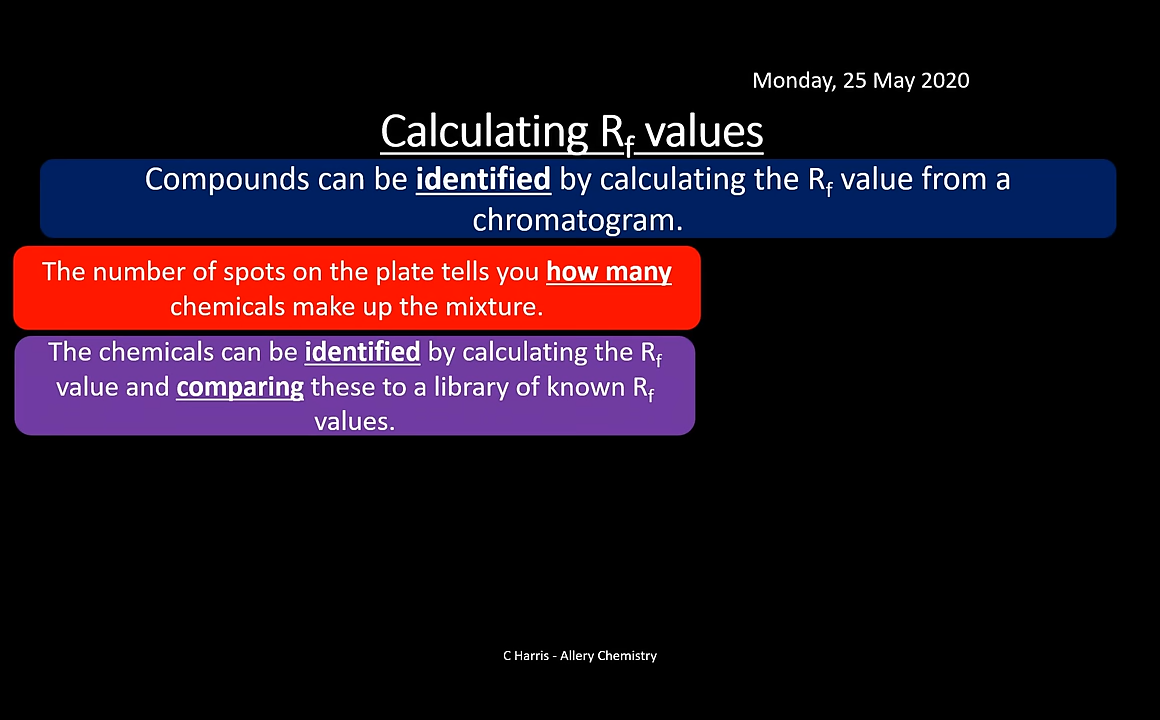 Monday, 25 May 2020
Calculating Rf values
Compounds can be identified by calculating the Rf value from a
chromatogram.
The number of spots on the plate tells you how many
chemicals make up the mixture.
The chemicals can be identified by calculating the Rf
value and comparing these to a library of known Rf
values.
C Harris - Allery Chemistry